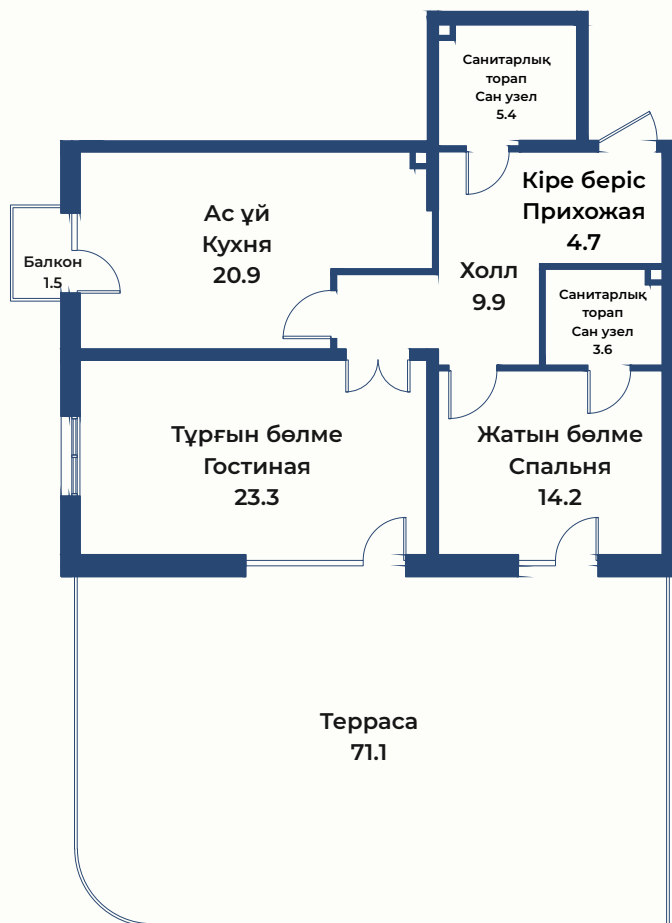 Санитарлық
торап
Сан узел
5.4
Кіре беріс
Прихожая
4.7
Ас ұй
Кухня
20.9
Балкон
1.5
Холл
9.9
Санитарлық
торап
Сан узел
3.6
Тұрғын бөлме
Гостиная
23.3
Жатын бөлме
Спальня
14.2
Терраса
71.1